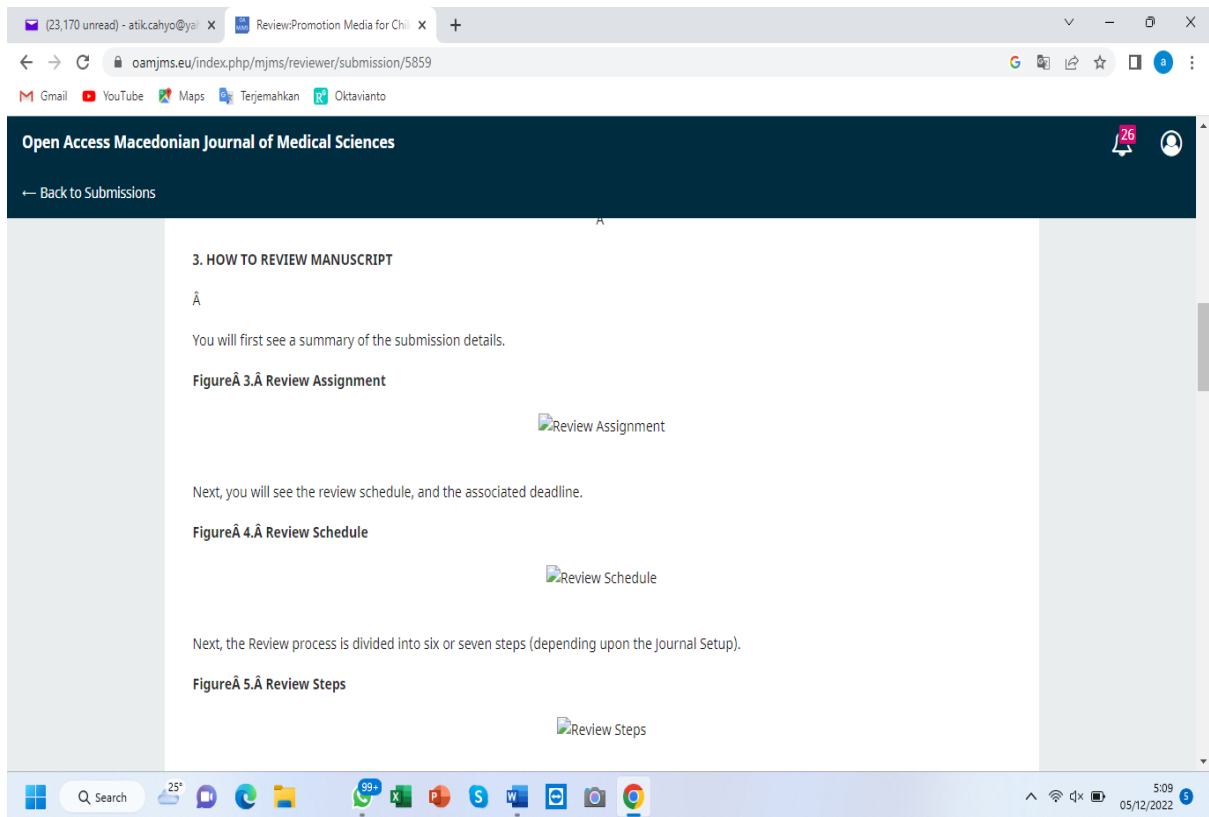 (23,170 unread) - atik.cahyo@yal
Review:Promotion Media for Chil
oamjms.eu/index.php/mjms/reviewer/submission/5859
a
Gmail YouTube Maps Terjemahkan Oktavianto
Open Access Macedonian Journal of Medical Sciences
26
← Back to Submissions
Â
3. HOW TO REVIEW MANUSCRIPT
Â
You will first see a summary of the submission details.
FigureÂ 3.Â Review Assignment
Review Assignment
Next, you will see the review schedule, and the associated deadline.
FigureÂ 4.Â Review Schedule
Review Schedule
Next, the Review process is divided into six or seven steps (depending upon the Journal Setup).
FigureÂ 5.Â Review Steps
Review Steps
Search
25°
99+
5:09
05/12/2022
5